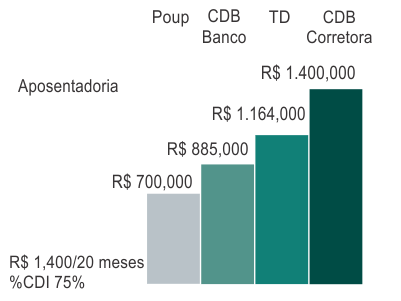 Poup
CDB
Banco
TD
CDB
Corretora
R$ 1.400,000
Aposentadoria
R$ 1.164,000
R$ 885,000
R$ 700,000
R$ 1,400/20 meses
%CDI 75%